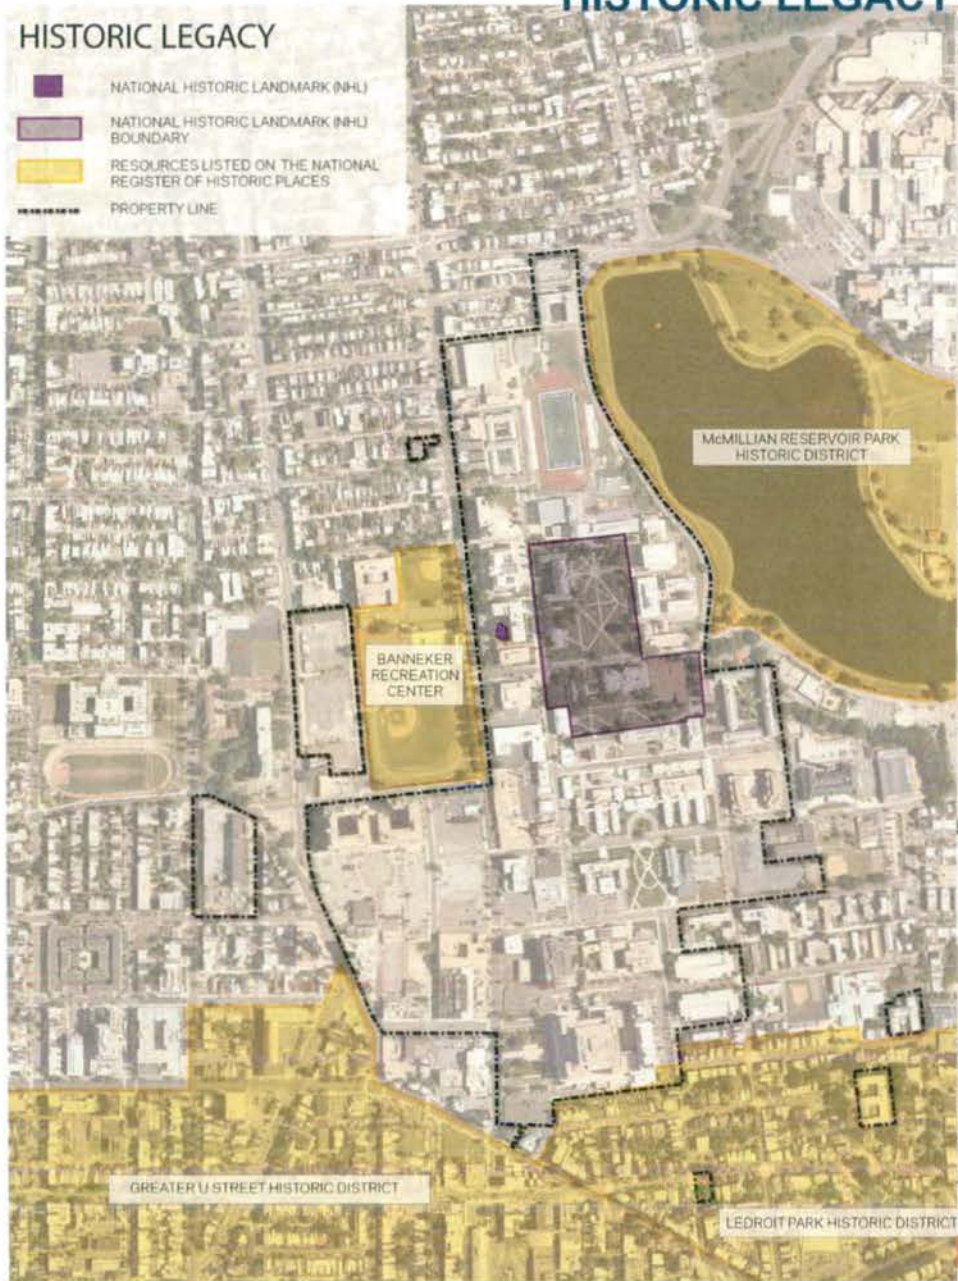 HISTORIC LEGACY
HISTORIC LEGACY
NATIONAL HISTORIC LANDMARK (NHL)
NATIONAL HISTORIC LANDMARK (NHL)
BOUNDARY
RESOURCES LISTED ON THE NATIONAL
REGISTER OF HISTORIC PLACES
PROPERTY LINE
McMILLIAN RESERVOIR PARK
HISTORIC DISTRICT
BANNEKER
RECREATION
CENTER
GREATER U STREET HISTORIC DISTRICT
LEDROIT PARK HISTORIC DISTRICT